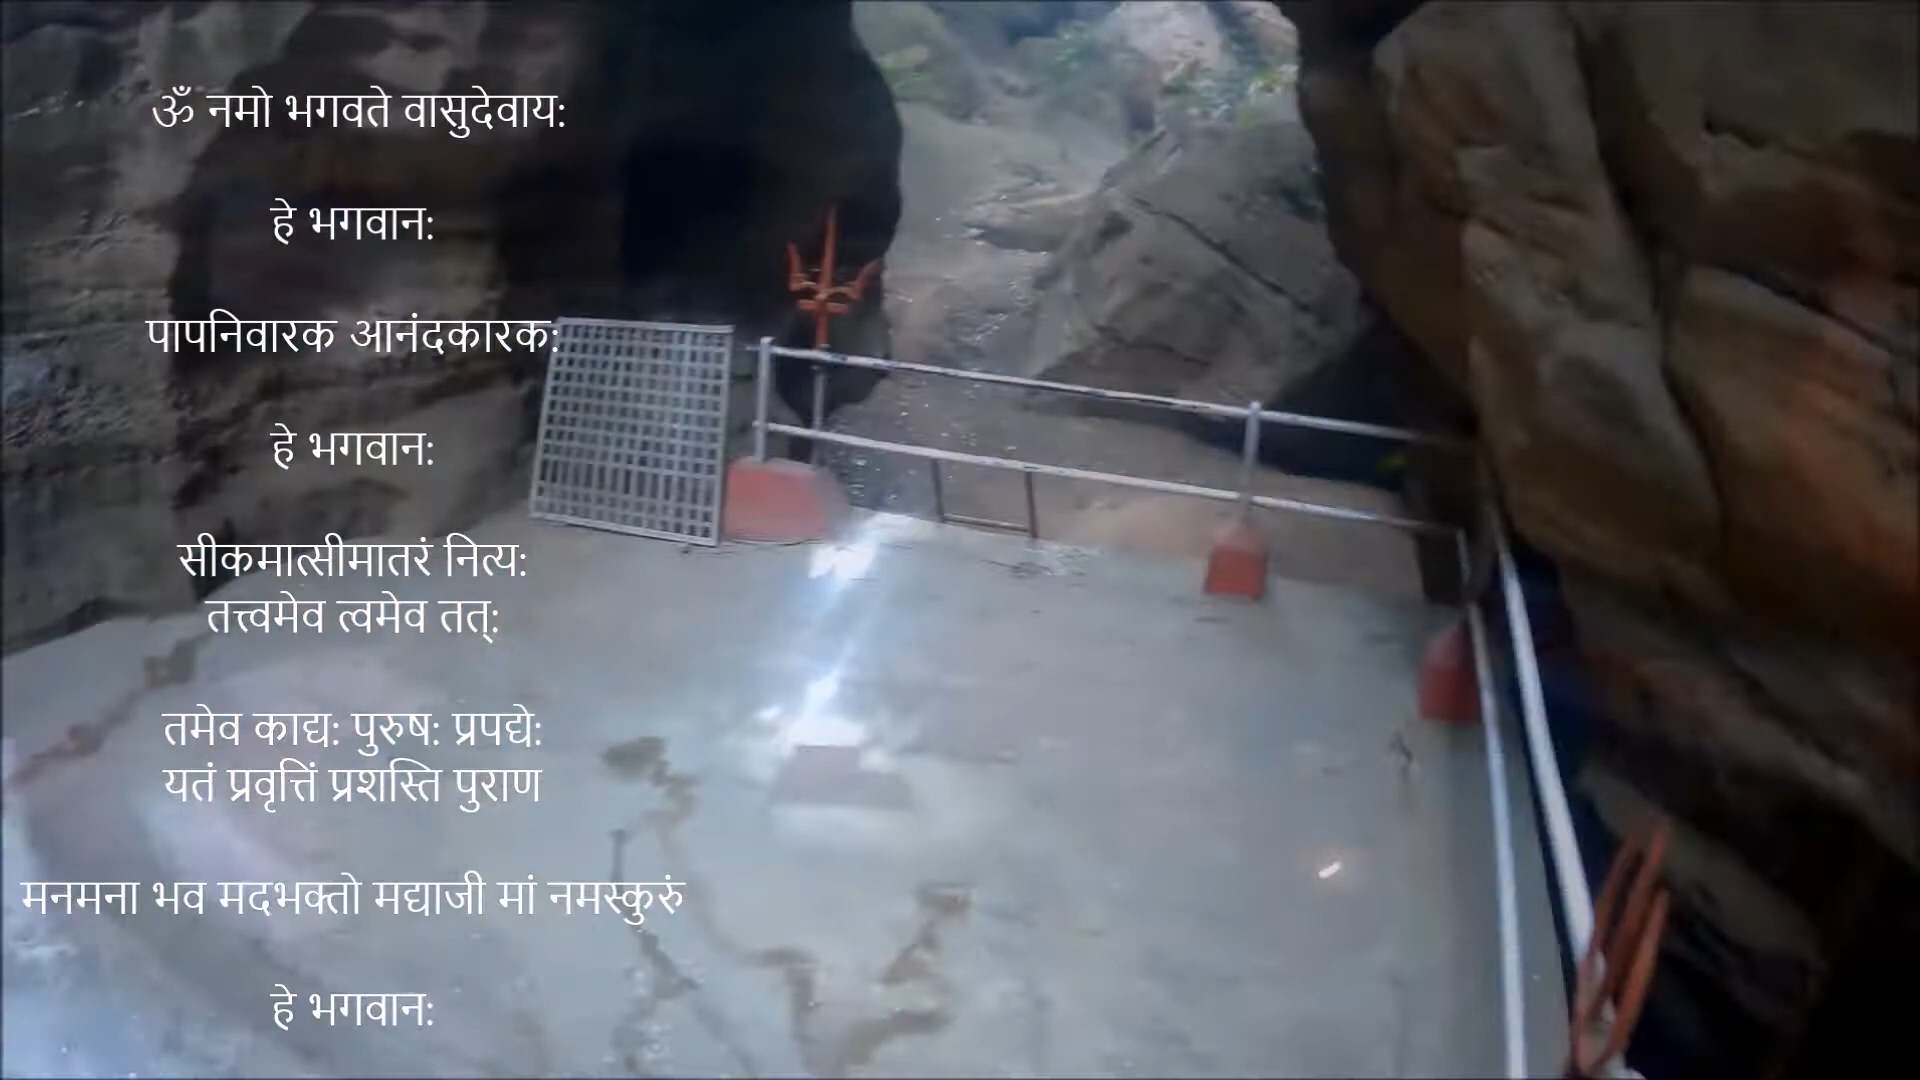 ॐ नमो भगवते वासुदेवाय:
हे भगवान:
पापनिवारक आनंदकारक:
हे भगवान:
सीकमात्सीमातरं नित्य:
तत्त्वमेव त्वमेव तत्:
तमेव काद्य: पुरुष: प्रपद्ये:
यतं प्रवृत्तिं प्रशस्ति पुराण
मनमना भव मदभक्तो मद्याजी मां नमस्कुरुं
हे भगवान: